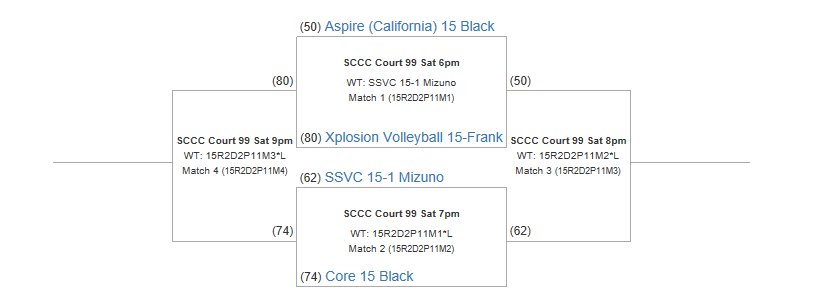 (50) Aspire (California) 15 Black
SCCC Court 99 Sat 6pm
(80)
WT: SSVC 15-1 Mizuno
(50)
Match 1 (15R2D2P11M1)
SCCC Court 99 Sat 9pm
(80) Xplosion Volleyball 15-Frank
SCCC Court 99 Sat 8pm
WT: 15R2D2P11M3*L
WT: 15R2D2P11M2*L
Match 4 (15R2D2P11M4)
(62) SSVC 15-1 Mizuno
Match 3 (15R2D2P11M3)
SCCC Court 99 Sat 7pm
(74)
WT: 15R2D2P11M1*L
(62)
Match 2 (15R2D2P11M2)
(74) Core 15 Black